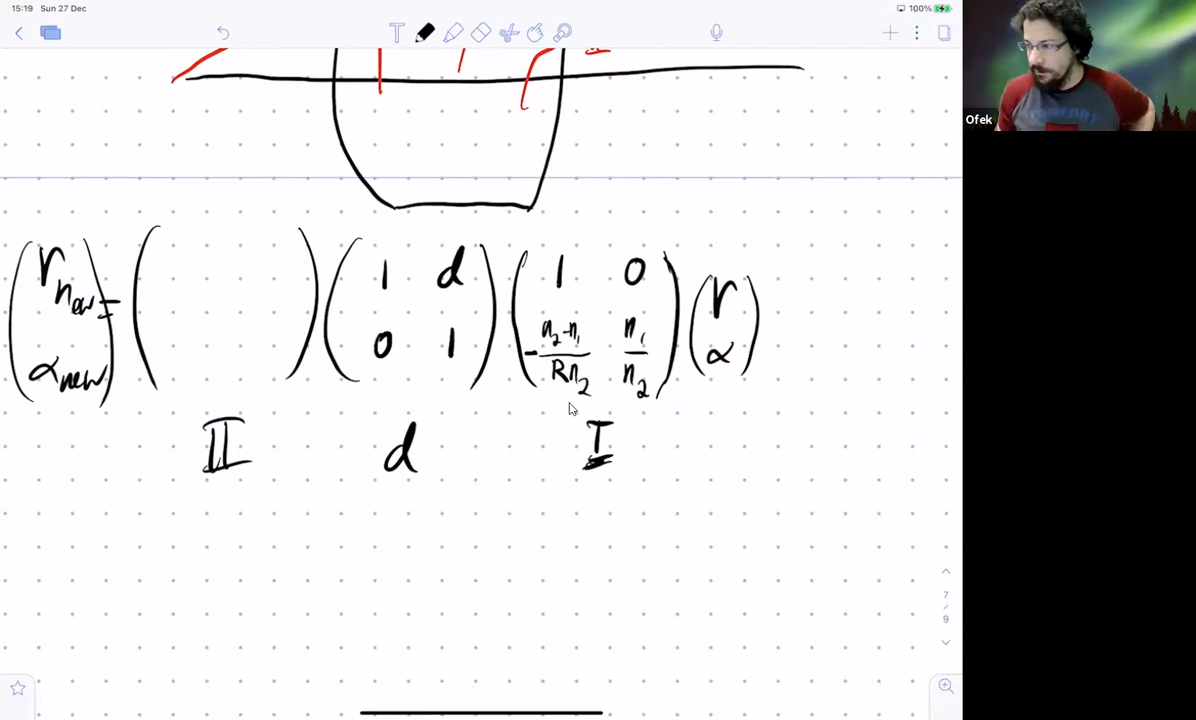 15:19 Sun 27 Dec
100%
Ofek
COMFORT
(r_new α_new) = ( ) (1 d 0 1) (1 0 -(n₂-n₁)/(Rn₂) n₁/n₂) (r α)
II d I
7
/
9